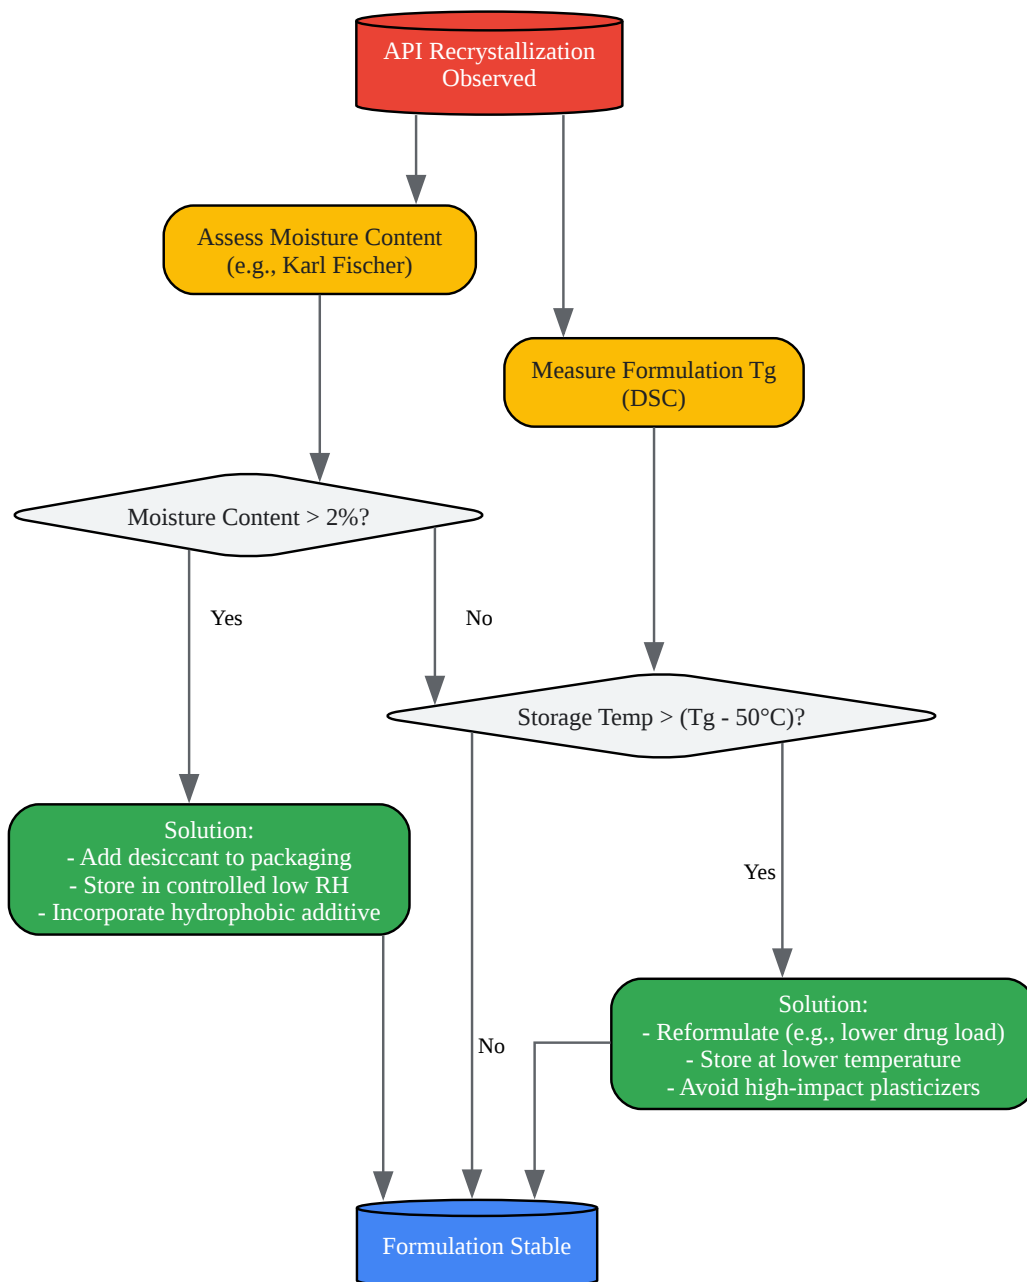 API Recrystallization
Observed
Assess Moisture Content
(e.g., Karl Fischer)
Measure Formulation Tg
(DSC)
Moisture Content > 2%?
Yes
No
Storage Temp > (Tg - 50°C)?
Solution:
- Add desiccant to packaging
- Store in controlled low RH
- Incorporate hydrophobic additive
Yes
Solution:
- Reformulate (e.g., lower drug load)
- Store at lower temperature
- Avoid high-impact plasticizers
No
Formulation Stable